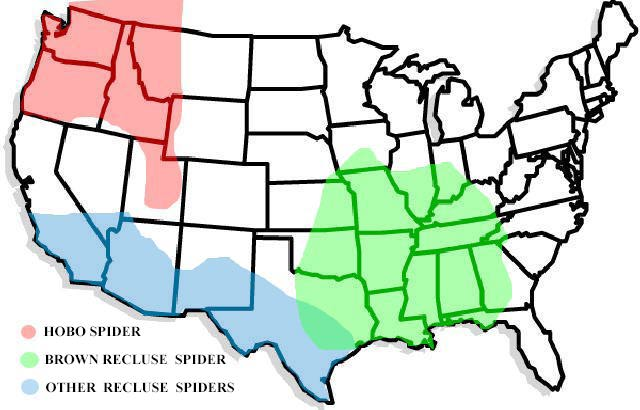 HOBO SPIDER
BROWN RECLUSE SPIDER
OTHER RECLUSE SPIDERS